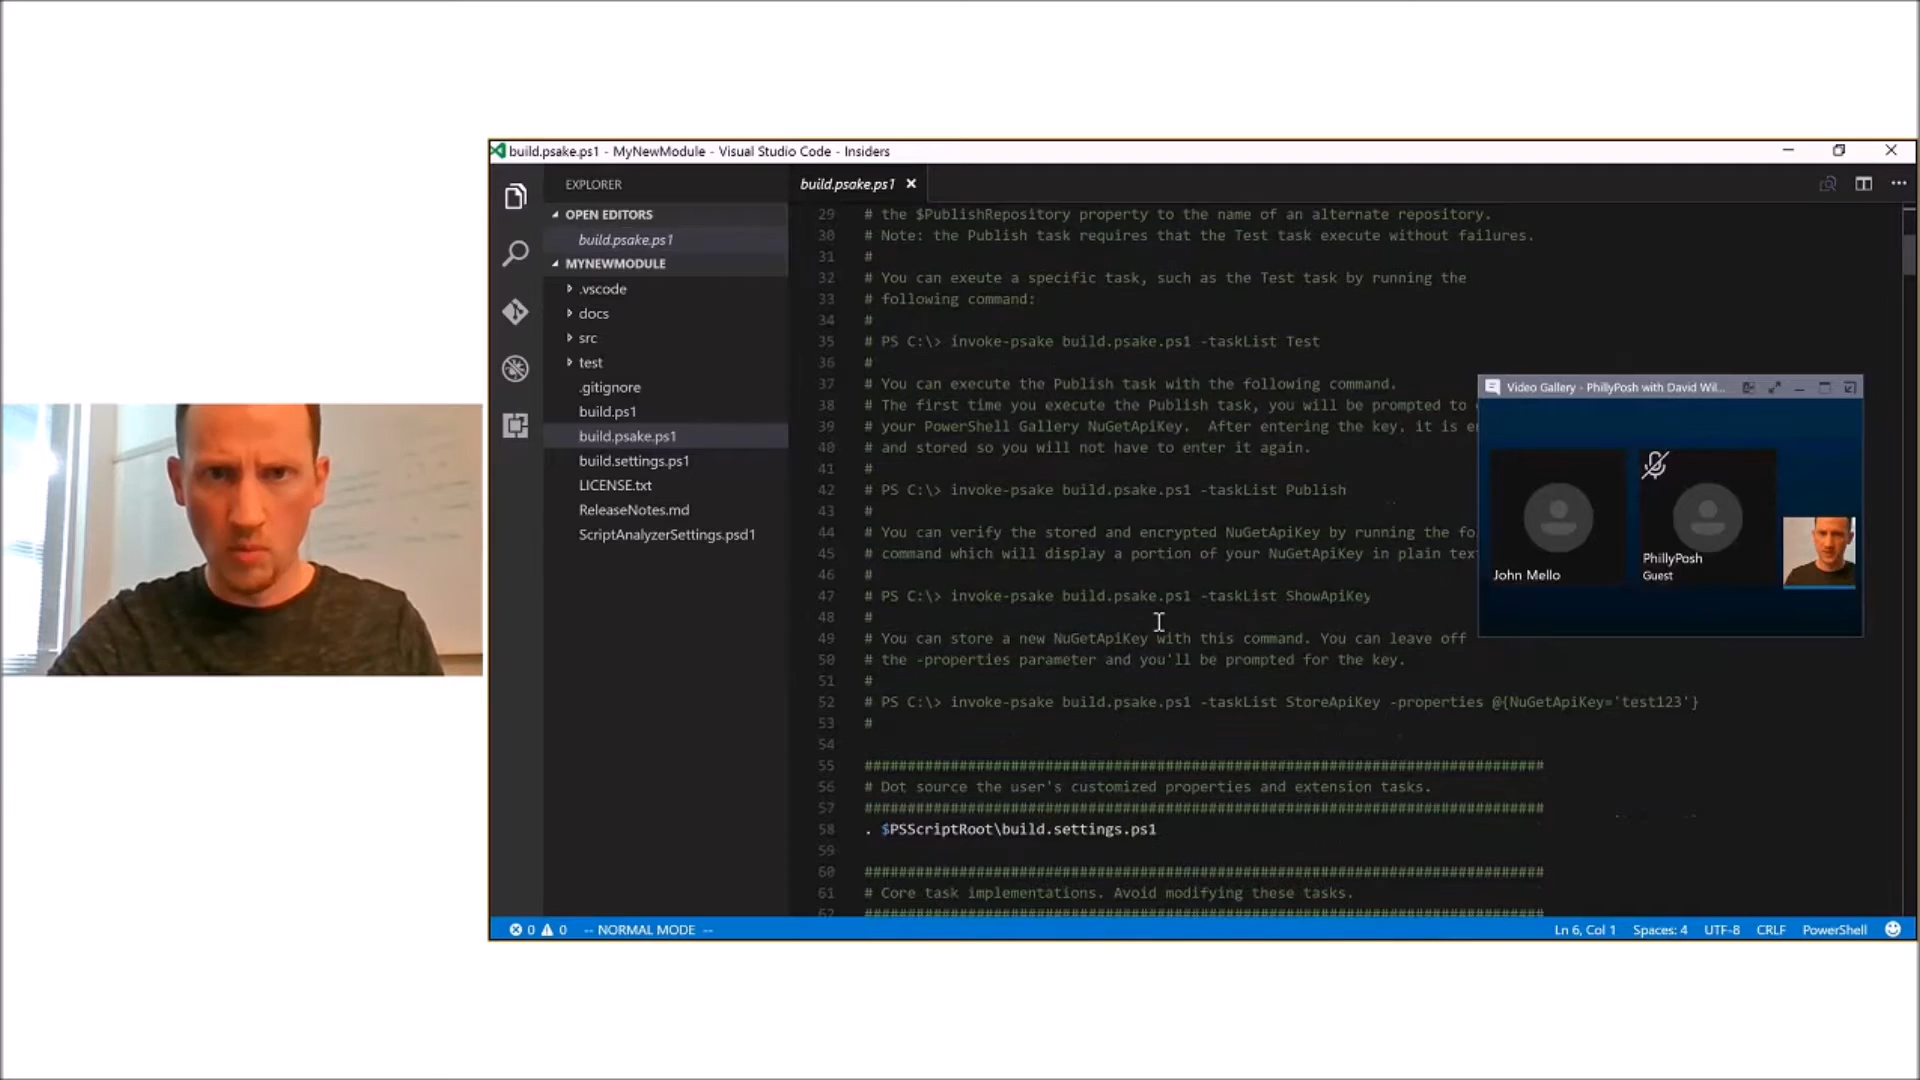 build.psake.ps1 - MyNewModule - Visual Studio Code - Insiders
EXPLORER
OPEN EDITORS
build.psake.ps1
MYNEWMODULE
.vscode
docs
src
test
.gitignore
build.ps1
build.psake.ps1
build.settings.ps1
LICENSE.txt
ReleaseNotes.md
ScriptAnalyzerSettings.psd1
build.psake.ps1
29 # the $PublishRepository property to the name of an alternate repository.
30 # Note: the Publish task requires that the Test task execute without failures.
31 #
32 # You can exeute a specific task, such as the Test task by running the
33 # following command:
34 #
35 # PS C:\> invoke-psake build.psake.ps1 -taskList Test
36 #
37 # You can execute the Publish task with the following command.
38 # The first time you execute the Publish task, you will be prompted to
39 # your PowerShell Gallery NuGetApiKey. After entering the key, it is
40 # and stored so you will not have to enter it again.
41 #
42 # PS C:\> invoke-psake build.psake.ps1 -taskList Publish
43 #
44 # You can verify the stored and encrypted NuGetApiKey by running the
45 # command which will display a portion of your NuGetApiKey in plain
46 #
47 # PS C:\> invoke-psake build.psake.ps1 -taskList ShowApiKey
48 #
49 # You can store a new NuGetApiKey with this command. You can leave off
50 # the -properties parameter and you'll be prompted for the key.
51 #
52 # PS C:\> invoke-psake build.psake.ps1 -taskList StoreApiKey -properties @{NuGetApiKey='test123'}
53 #
54
55 ###############################################################################
56 # Dot source the user's customized properties and extension tasks.
57 ###############################################################################
58 . $PSScriptRoot\build.settings.ps1
59
60 ###############################################################################
61 # Core task implementations. Avoid modifying these tasks.
62 ###############################################################################
Video Gallery - PhillyPosh with David Wil...
John Mello
PhillyPosh
Guest
0 0 -- NORMAL MODE -- Ln 6, Col 1 Spaces: 4 UTF-8 CRLF PowerShell